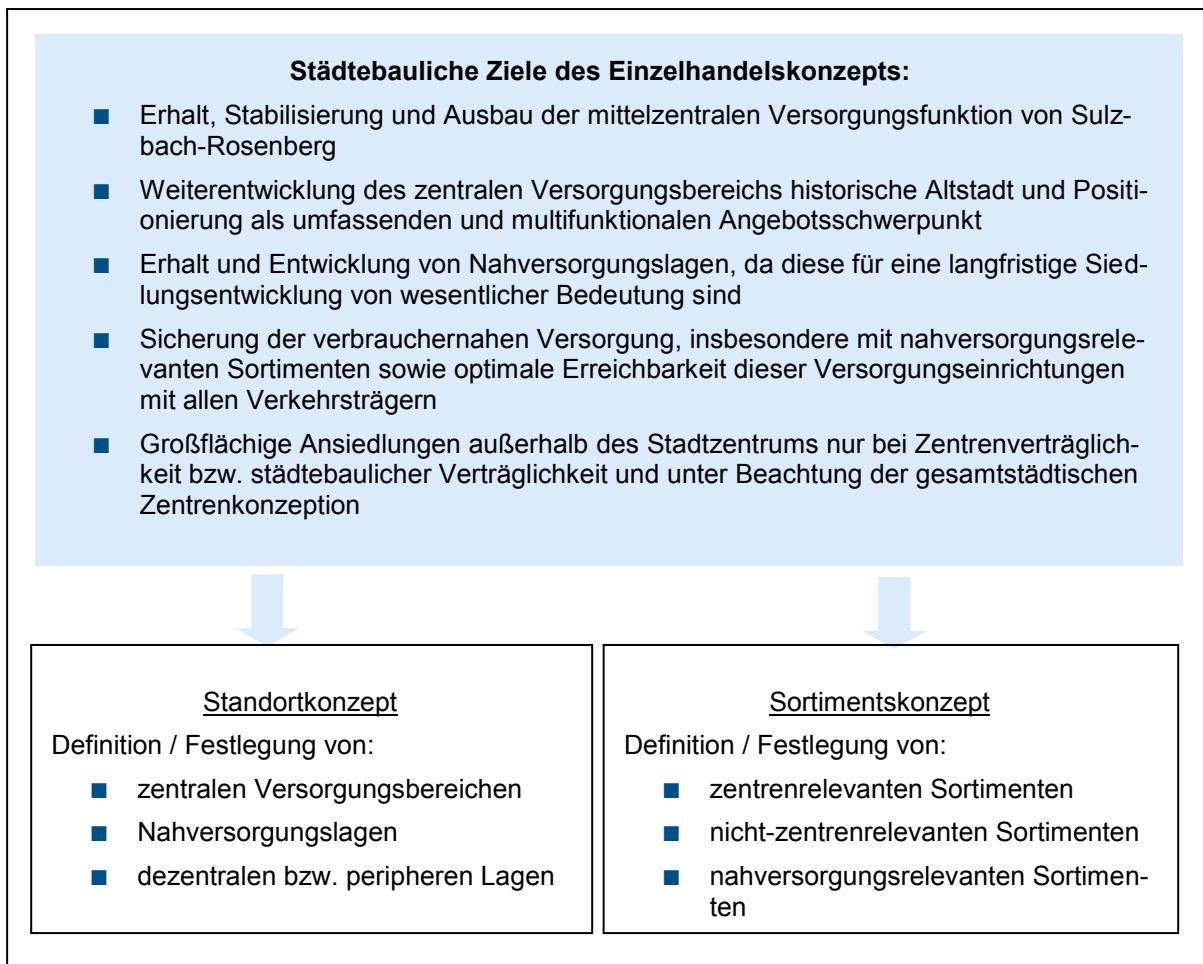 Städtebauliche Ziele des Einzelhandelskonzepts:
■ Erhalt, Stabilisierung und Ausbau der mittelzentralen Versorgungsfunktion von Sulz-
bach-Rosenberg
■ Weiterentwicklung des zentralen Versorgungsbereichs historische Altstadt und Positi-
onierung als umfassenden und multifunktionalen Angebotsschwerpunkt
■ Erhalt und Entwicklung von Nahversorgungslagen, da diese für eine langfristige Sied-
lungsentwicklung von wesentlicher Bedeutung sind
■ Sicherung der verbrauchernahen Versorgung, insbesondere mit nahversorgungsrele-
vanten Sortimenten sowie optimale Erreichbarkeit dieser Versorgungseinrichtungen
mit allen Verkehrsträgern
■ Großflächige Ansiedlungen außerhalb des Stadtzentrums nur bei Zentrenverträglich-
keit bzw. städtebaulicher Verträglichkeit und unter Beachtung der gesamtstädtischen
Zentrenkonzeption
Standortkonzept
Definition / Festlegung von:
■ zentralen Versorgungsbereichen
■ Nahversorgungslagen
■ dezentralen bzw. peripheren Lagen
Sortimentskonzept
Definition / Festlegung von:
■ zentrenrelevanten Sortimenten
■ nicht-zentrenrelevanten Sortimenten
■ nahversorgungsrelevanten Sortimen-
ten